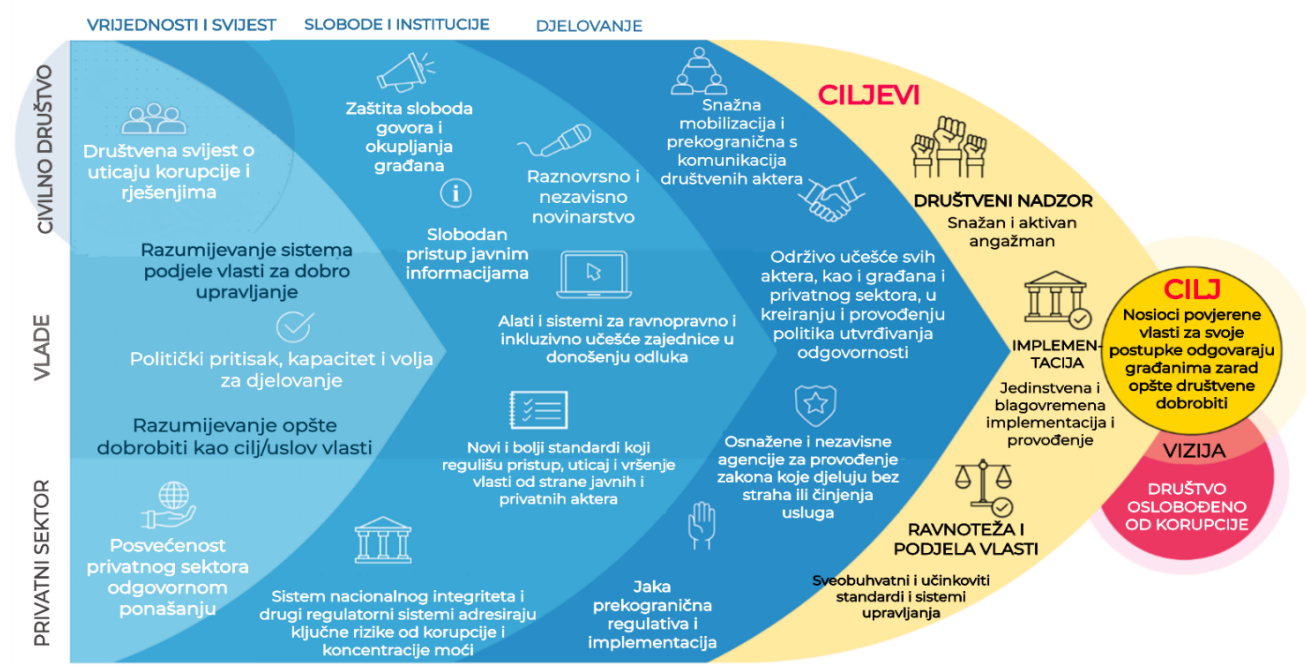 VRIJEDNOSTI I SVIJEST
SLOBODE I INSTITUCIJE
DJELOVANJE
CIVILNO DRUŠTVO
VLADE
PRIVATNI SEKTOR
Društvena svijest o
uticaju korupcije i
rješenjima
Razumijevanje sistema
podjele vlasti za dobro
upravljanje
Politički pritisak, kapacitet i volja
za djelovanje
Razumijevanje opšte
dobrobiti kao cilj/uslov vlasti
Posvećenost
privatnog sektora
odgovornom
ponašanju
Zaštita sloboda
govora i
okupljanja
građana
Slobodan
pristup javnim
informacijama
Raznovrsno i
nezavisno
novinarstvo
Alati i sistemi za ravnopravno i
inkluzivno učešće zajednice u
donošenju odluka
Novi i bolji standardi koji
regulišu pristup, uticaj i vršenje
vlasti od strane javnih i
privatnih aktera
Sistem nacionalnog integriteta i
drugi regulatorni sistemi adresiraju
ključne rizike od korupcije i
koncentracije moći
Snažna
mobilizacija i
prekogranična s
komunikacija
društvenih aktera
Održivo učešće svih
aktera, kao i građana i
privatnog sektora, u
kreiranju i provođenju
politika utvrđivanja
odgovornosti
Osnažene i nezavisne
agencije za provođenje
zakona koje djeluju bez
straha ili činjenja
usluga
Jaka
prekogranična
regulativa i
implementacija
CILJEVI
DRUŠTVENI NADZOR
Snažan i aktivan
angažman
IMPLEMEN-
TACIJA
Jedinstvena i
blagovremena
implementacija i
provođenje
RAVNOTEŽA I
PODJELA VLASTI
Sveobuhvatni i učinkoviti
standardi i sistemi
upravljanja
CILJ
Nosioci povjerene
vlasti za svoje
postupke odgovaraju
građanima zarad
opšte društvene
dobrobiti
VIZIJA
DRUŠTVO
OSLOBOĐENO
OD KORUPCIJE